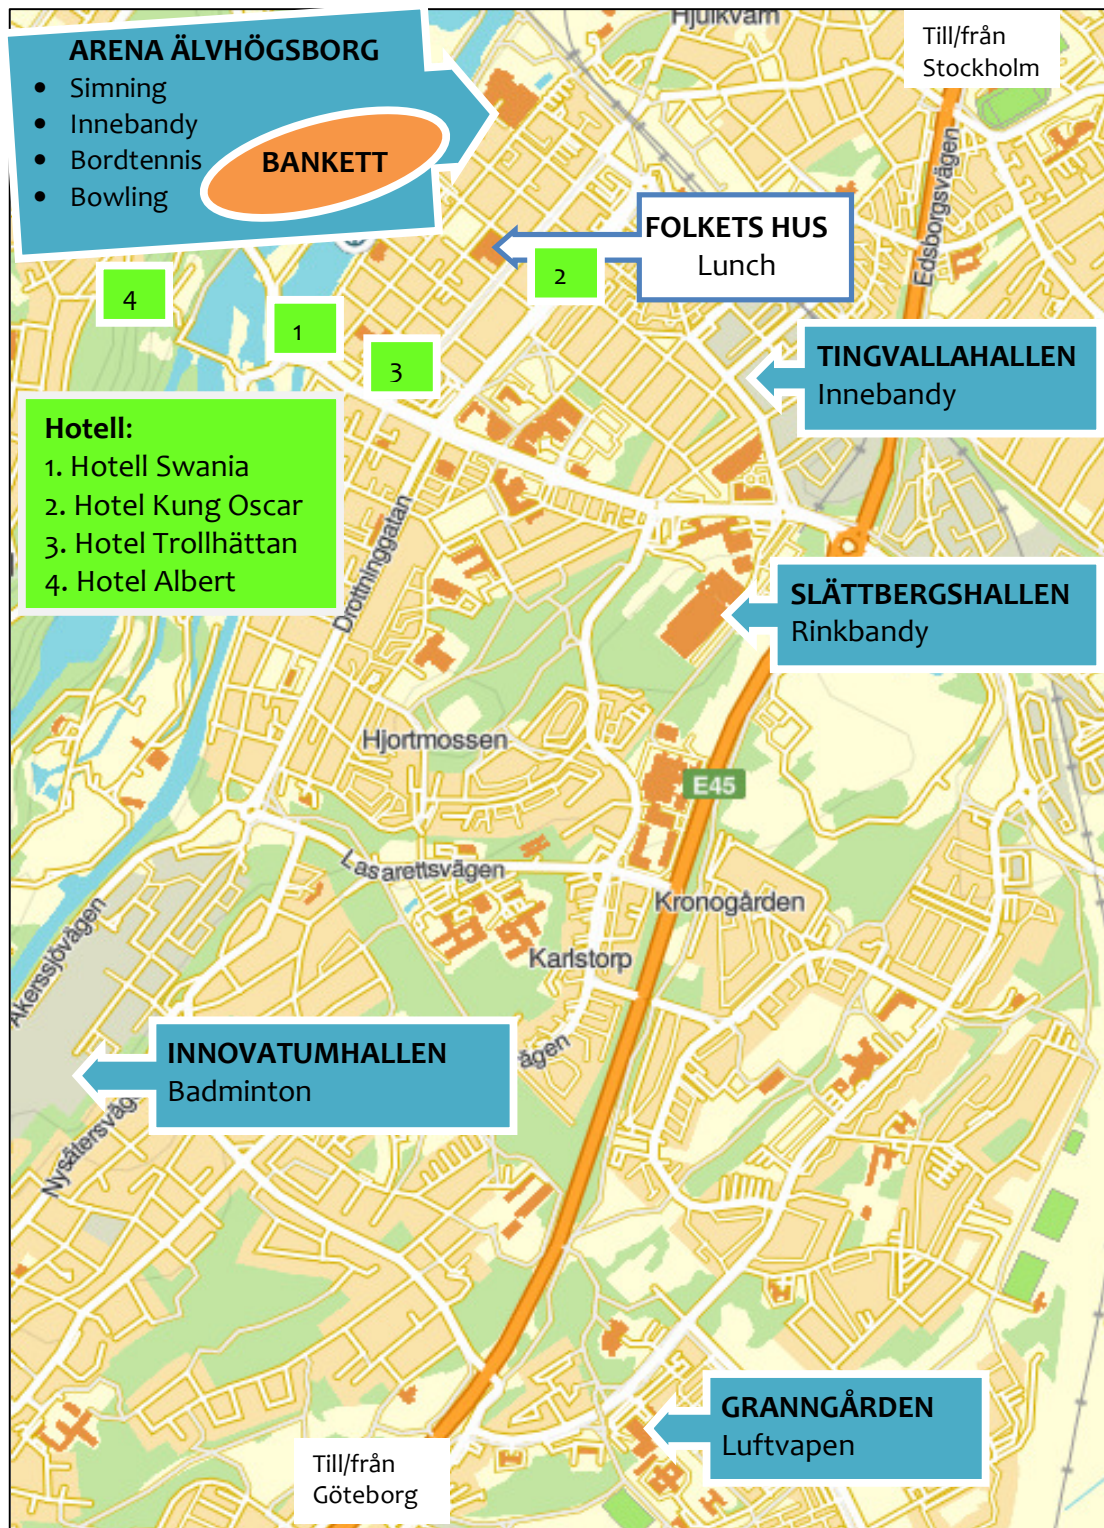 Hjulkvarn
Till/från
Stockholm
ARENA ÄLVHÖGSBORG
• Simning
• Innebandy
• Bordtennis
• Bowling
BANKETT
Edsborgsvägen
FOLKETS HUS
Lunch
4
2
1
3
TINGVALLAHALLEN
Innebandy
Hotell:
1. Hotell Swania
2. Hotel Kung Oscar
3. Hotel Trollhättan
4. Hotel Albert
Drottninggatan
SLÄTTBERGSHALLEN
Rinkbandy
Hjortmossen
E45
Lasarettsvägen
Kronogården
Åkerssjövägen
Karlstorp
INNOVATUMHALLEN
Badminton
ägen
Nysätersväg
GRANNGÅRDEN
Luftvapen
Till/från
Göteborg